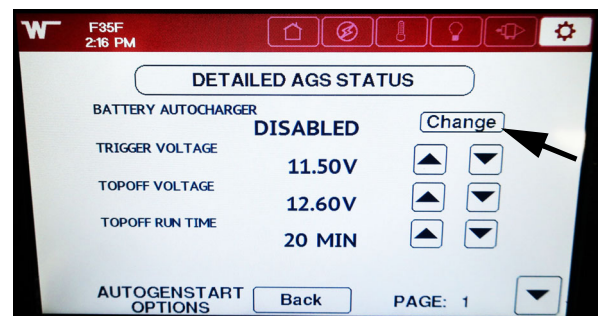 W
F35F
2:16 PM
DETAILED AGS STATUS
BATTERY AUTOCHARGER
DISABLED
Change
TRIGGER VOLTAGE
11.50V
TOPOFF VOLTAGE
12.60V
TOPOFF RUN TIME
20 MIN
AUTOGENSTART
OPTIONS
Back
PAGE: 1